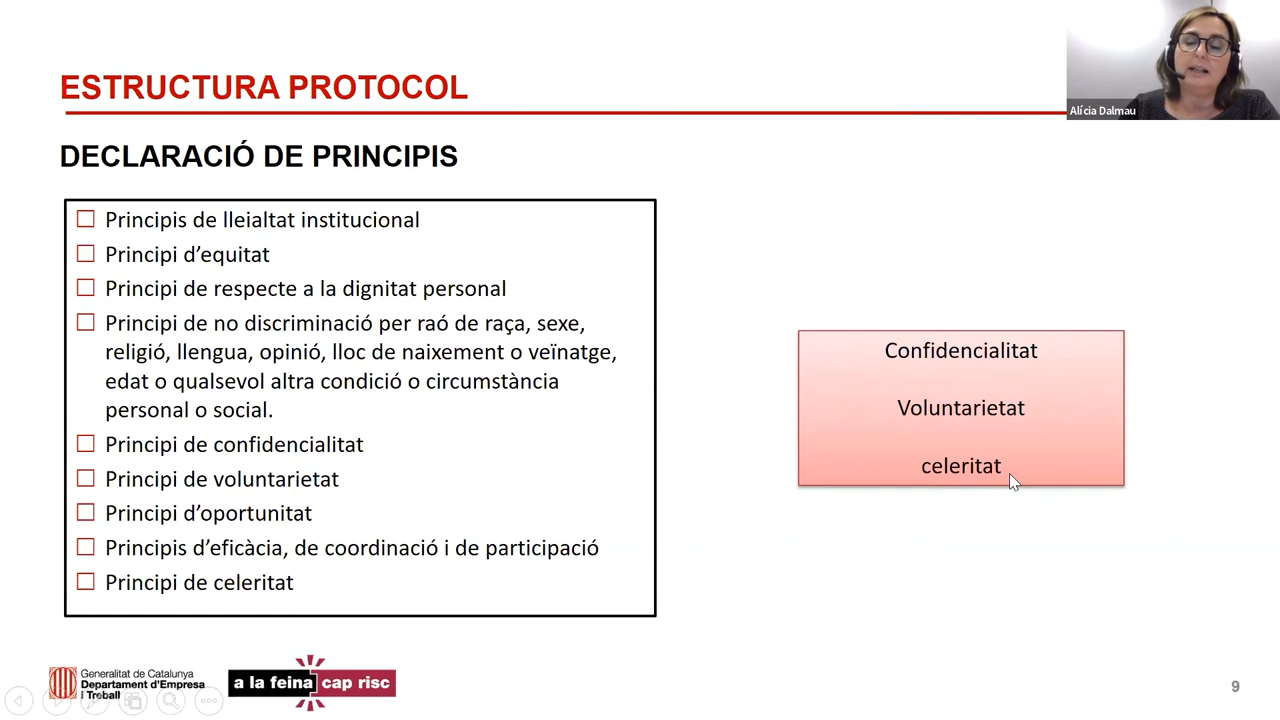 ESTRUCTURA PROTOCOL
Alícia Dalmau
DECLARACIÓ DE PRINCIPIS
Principis de lleialtat institucional
Principi d’equitat
Principi de respecte a la dignitat personal
Principi de no discriminació per raó de raça, sexe,
religió, llengua, opinió, lloc de naixement o veïnatge,
edat o qualsevol altra condició o circumstància
personal o social.
Principi de confidencialitat
Principi de voluntarietat
Principi d’oportunitat
Principis d’eficàcia, de coordinació i de participació
Principi de celeritat
Confidencialitat
Voluntarietat
celeritat
Generalitat de Catalunya
Departament d’Empresa
i Treball
a la feina cap risc
9